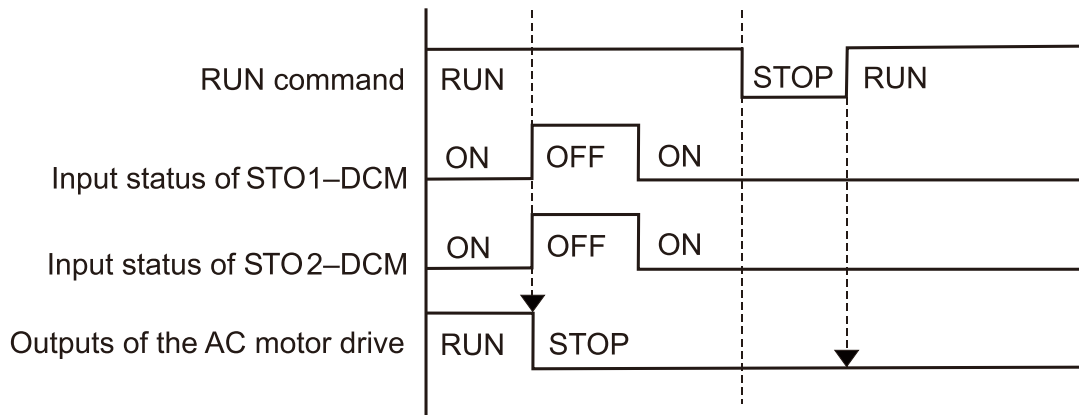 RUN command RUN STOP RUN
Input status of STO1–DCM ON OFF ON
Input status of STO2–DCM ON OFF ON
Outputs of the AC motor drive RUN STOP